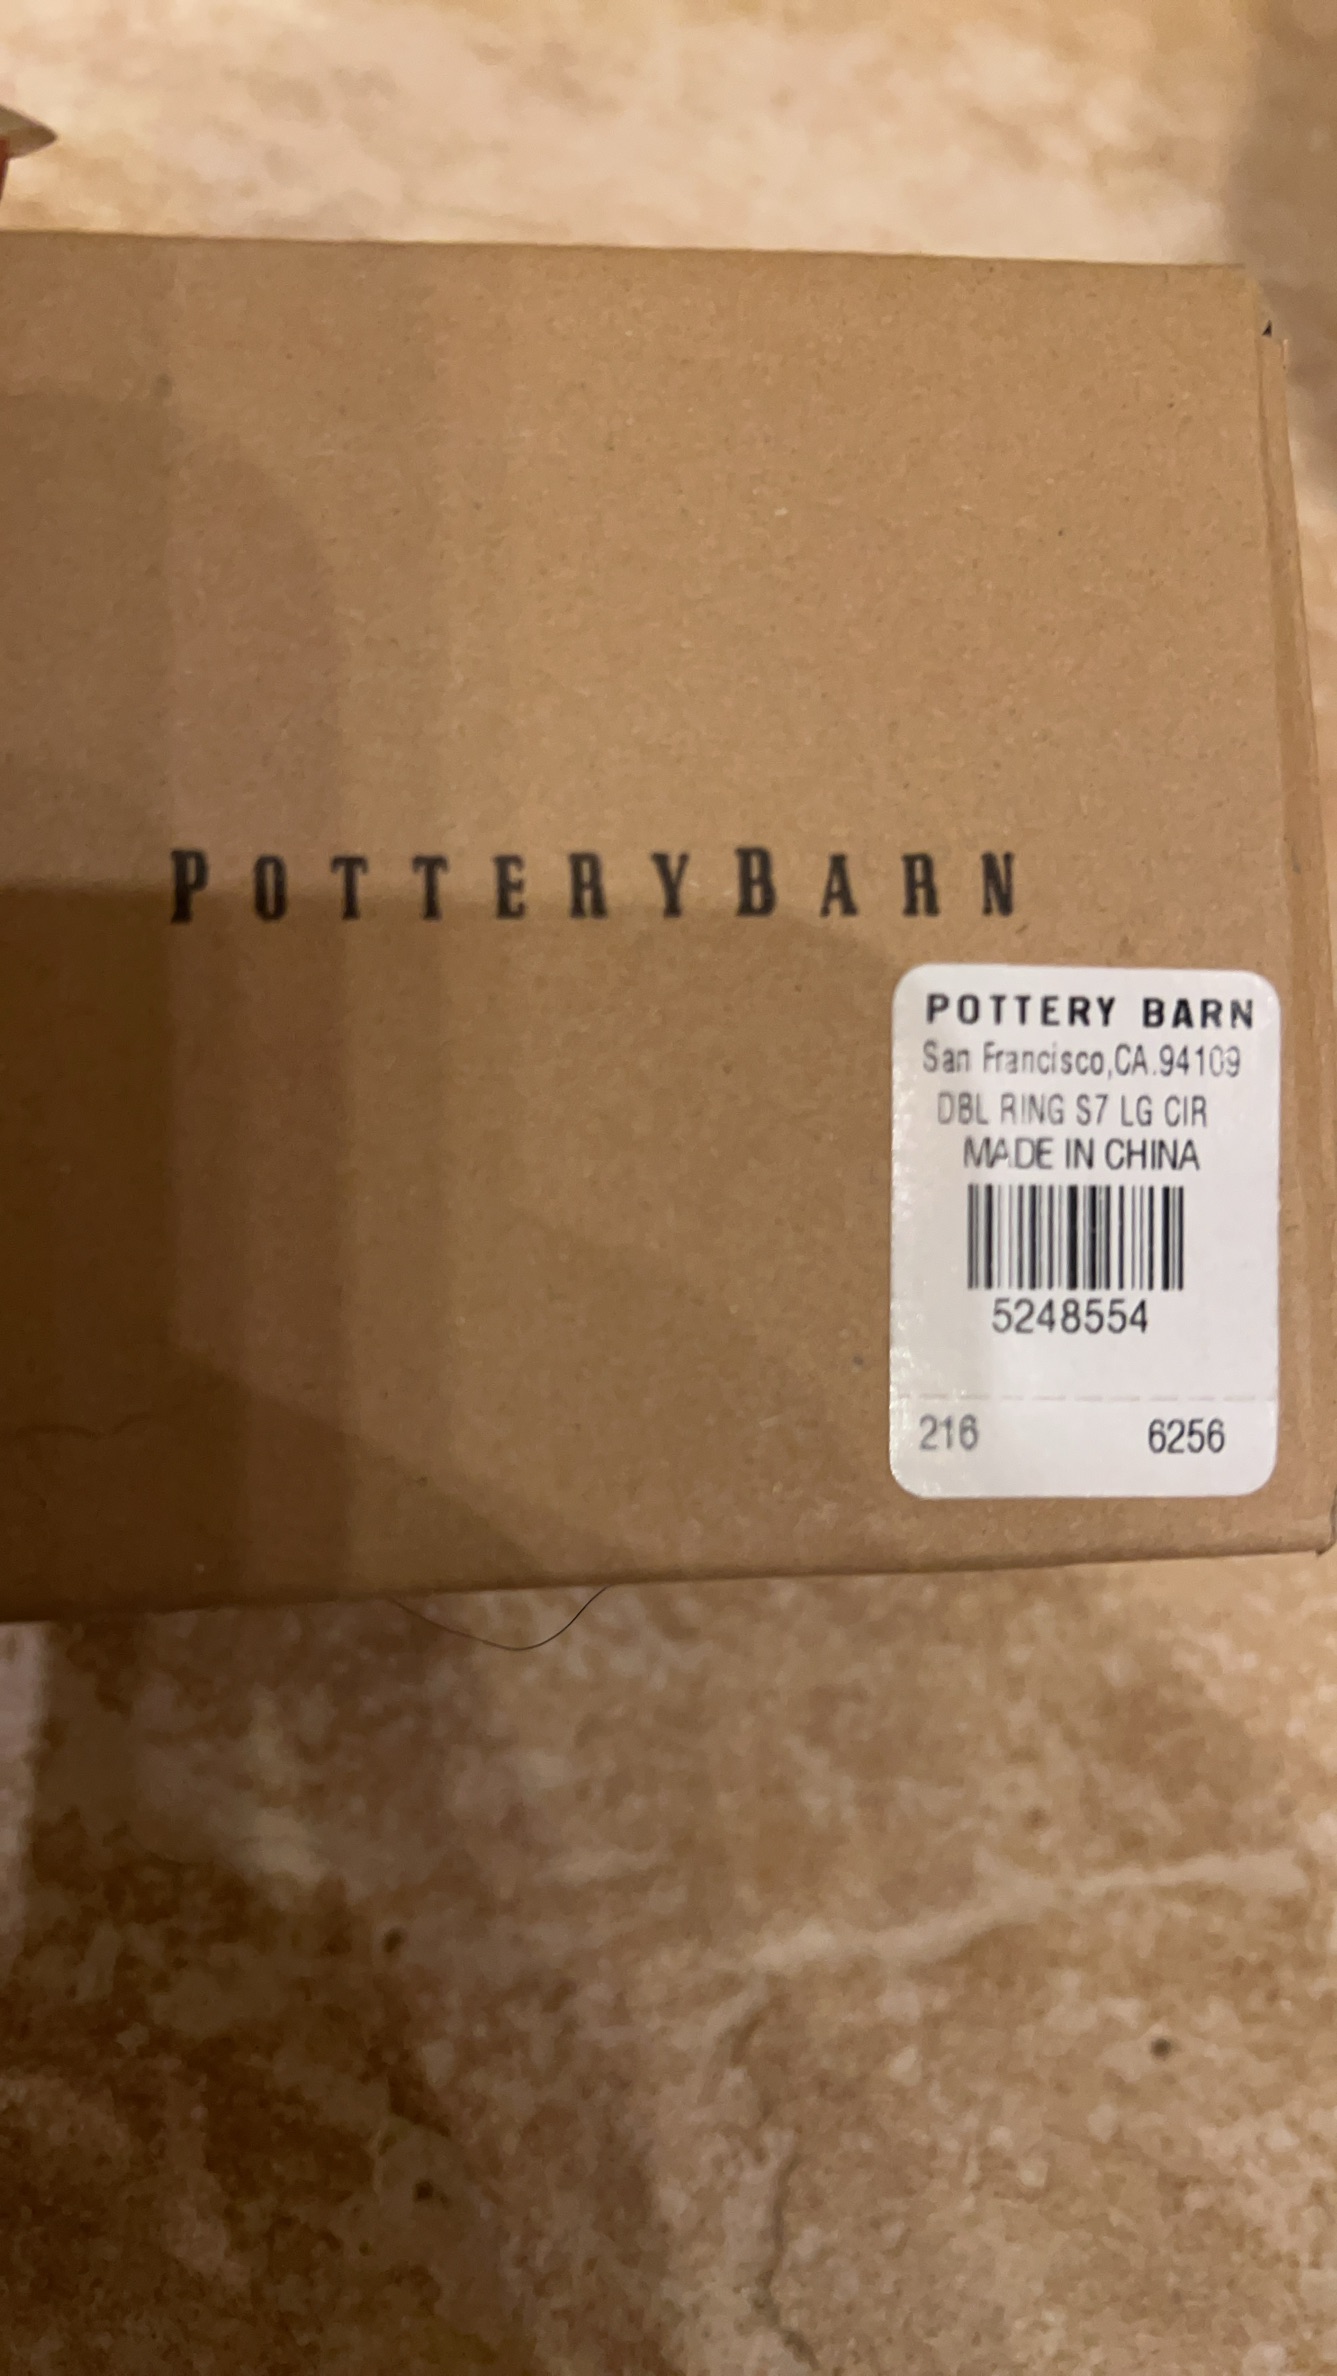 POTTERYBARN
POTTERY BARN
San Francisco,CA.94109
DBL RING S7 LG CIR
MADE IN CHINA
5248554
216 6256